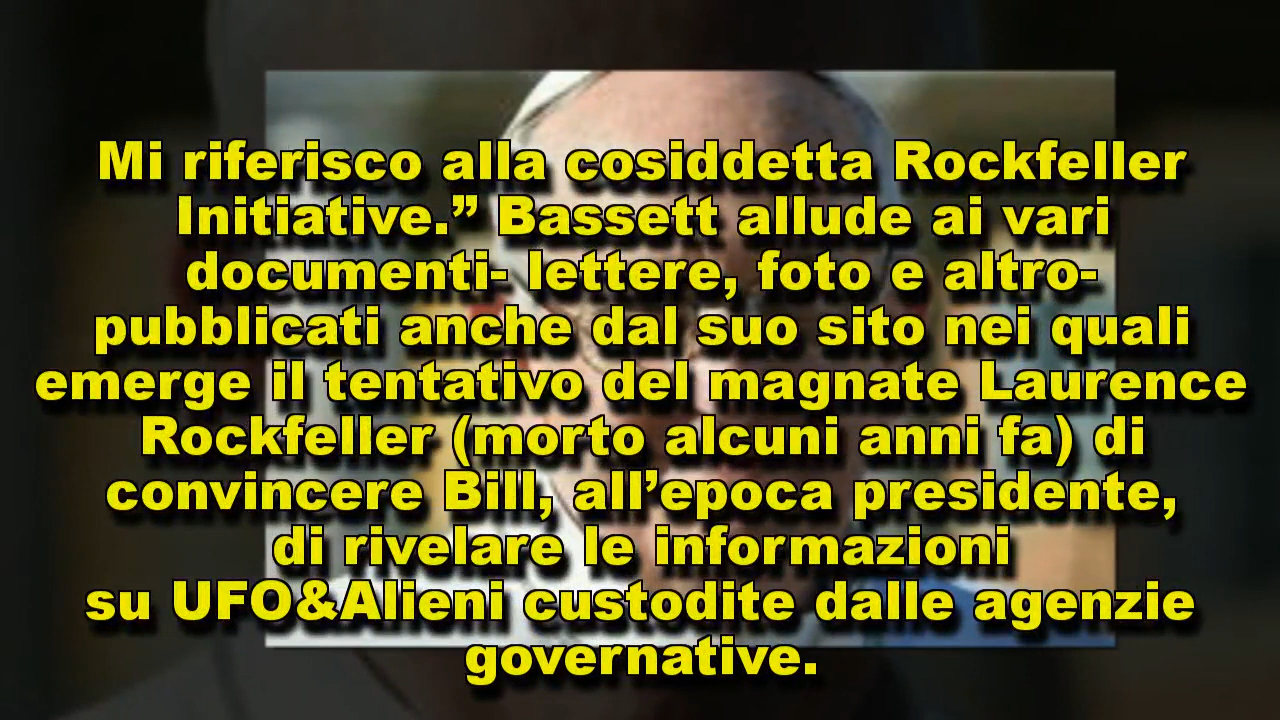 Mi riferisco alla cosiddetta Rockfeller
Initiative.” Bassett allude ai vari
documenti- lettere, foto e altro-
pubblicati anche dal suo sito nei quali
emerge il tentativo del magnate Laurence
Rockfeller (morto alcuni anni fa) di
convincere Bill, all’epoca presidente,
di rivelare le informazioni
su UFO&Alieni custodite dalle agenzie
governative.